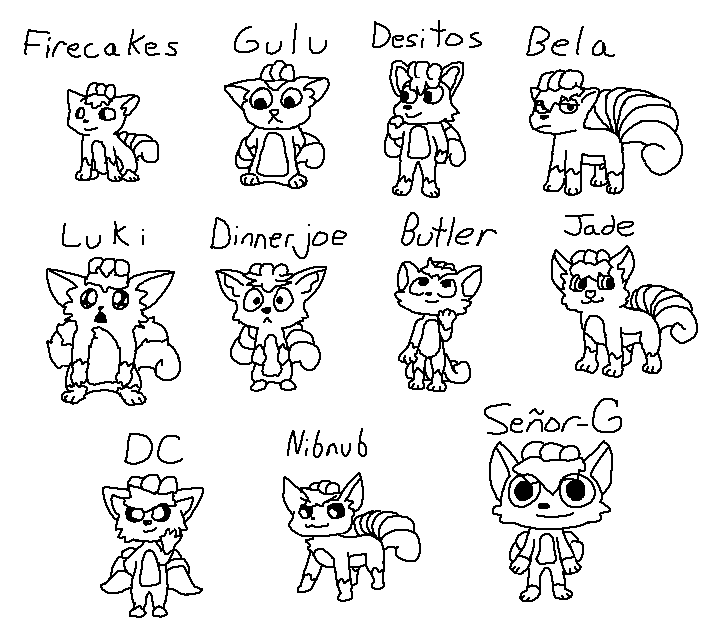 Firecakes
Gulu
Desitos
Bela
Luki
Dinnerjoe
Butler
Jade
DC
Nibnub
Señor-G